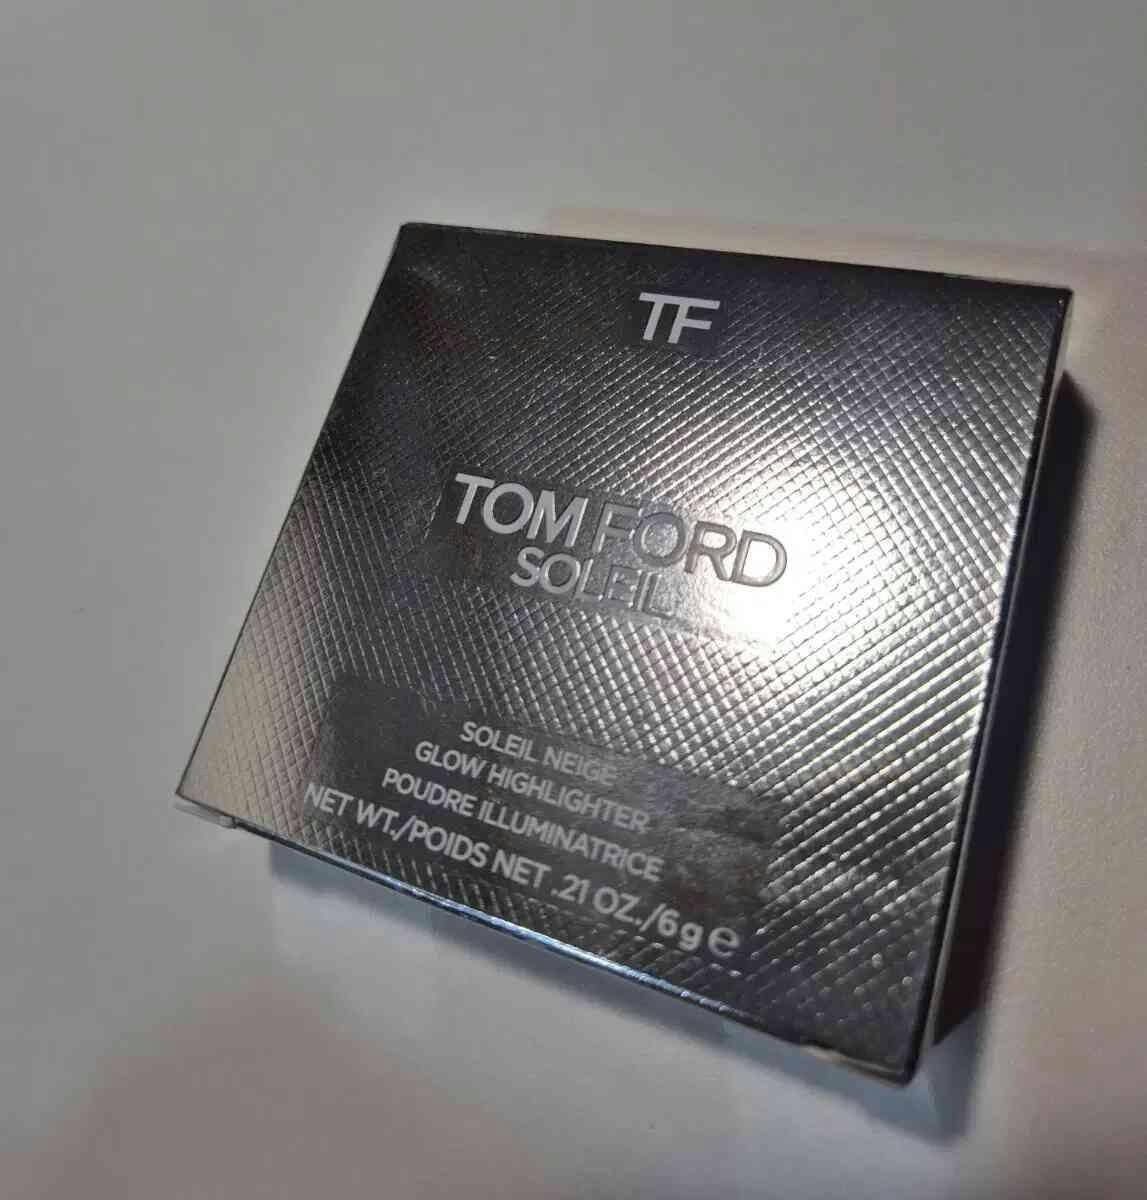 TF
TOM FORD
SOLEIL
SOLEIL NEIGE
GLOW HIGHLIGHTER
POUDRE ILLUMINATRICE
NET WT./POIDS NET .21 OZ./6g e